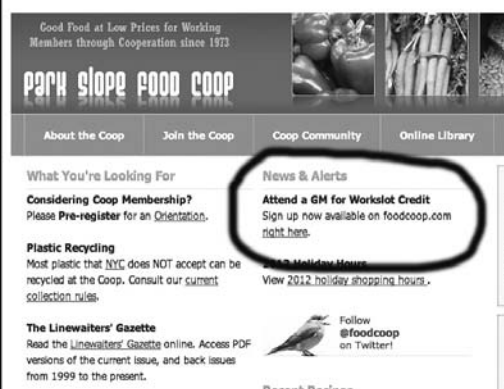 Good Food at Low Prices for Working
Members through Cooperation since 1973
PARK SLOPE FOOD COOP
About the Coop
Join the Coop
Coop Community
Online Library
What You're Looking For
Considering Coop Membership?
Please Pre-register for an Orientation.
Plastic Recycling
Most plastic that NYC does NOT accept can be
recycled at the Coop. Consult our current
collection rules.
The Linewaiters' Gazette
Read the Linewaiters' Gazette online. Access PDF
versions of the current issue, and back issues
from 1999 to the present.
News & Alerts
Attend a GM for Workslot Credit
Sign up now available on foodcoop.com
right here.
2012 Holiday Hours
View 2012 holiday shopping hours .
Follow
@foodcoop
on Twitter!